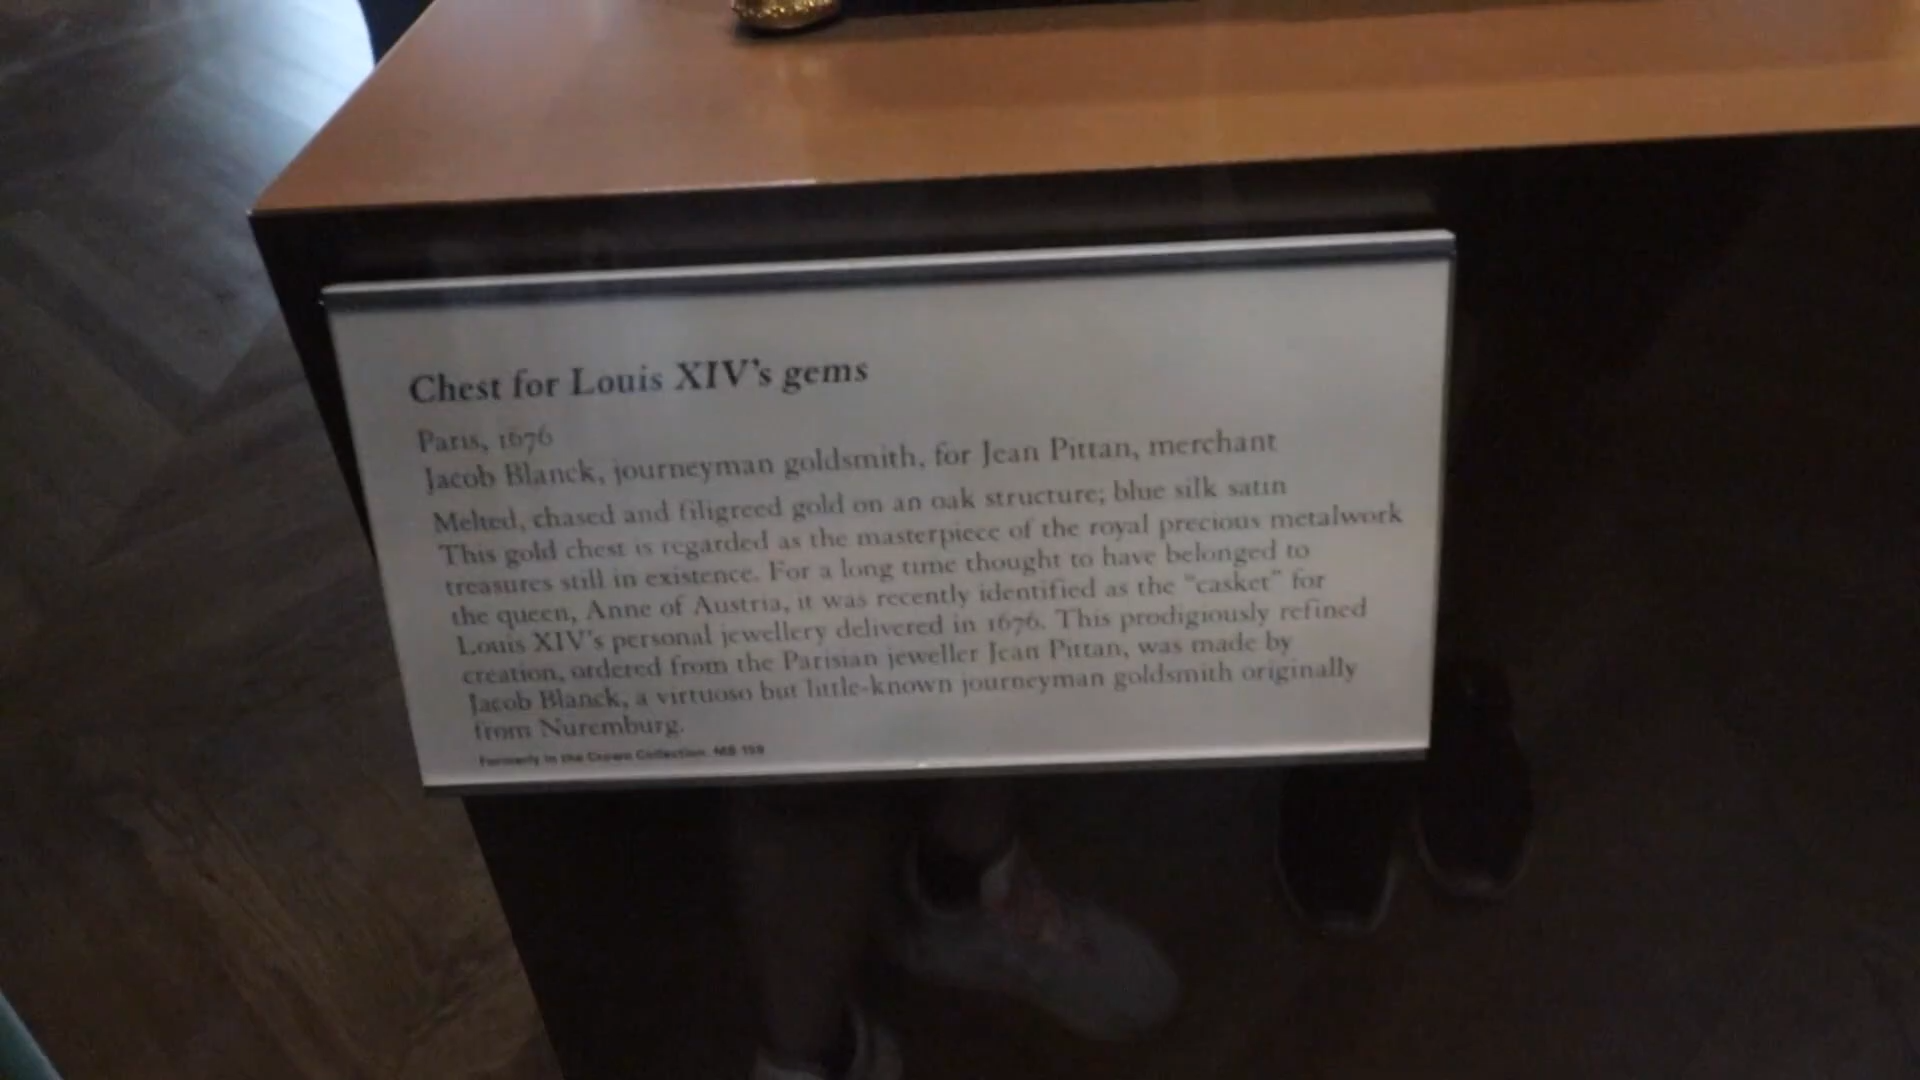 Chest for Louis XIV's gems
Paris, 1676
Jacob Blanck, journeyman goldsmith, for Jean Pittan, merchant
Melted, chased and filigreed gold on an oak structure; blue silk satin
This gold chest is regarded as the masterpiece of the royal precious metalwork
treasures still in existence. For a long time thought to have belonged to
the queen, Anne of Austria, it was recently identified as the "casket" for
Louis XIV's personal jewellery delivered in 1676. This prodigiously refined
creation, ordered from the Parisian jeweller Jean Pittan, was made by
Jacob Blanck, a virtuoso but little-known journeyman goldsmith originally
from Nuremburg.
Formerly in the Crown Collection. MS 159